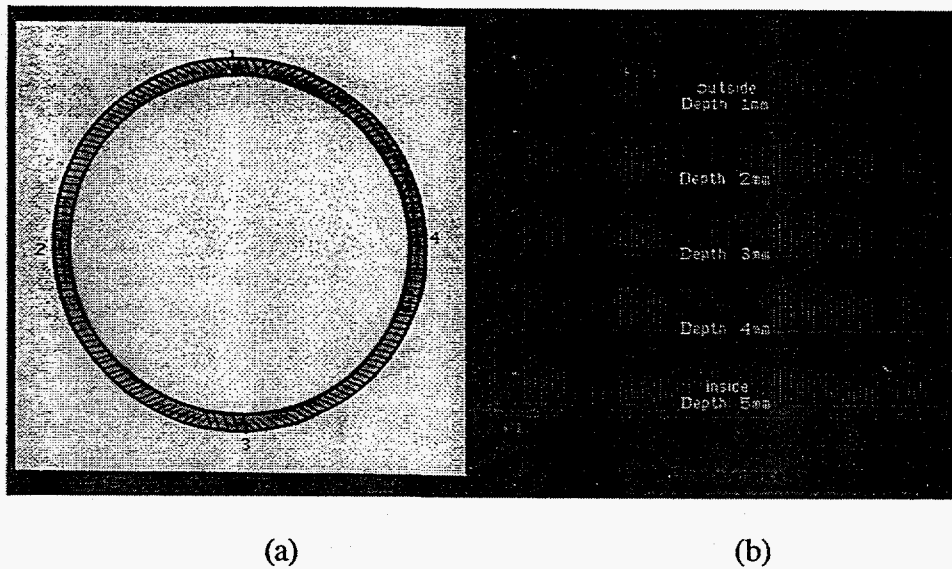 1
2
4
3
Outside
Depth 1mm
Depth 2mm
Depth 3mm
Depth 4mm
Inside
Depth 5mm
(a)
(b)